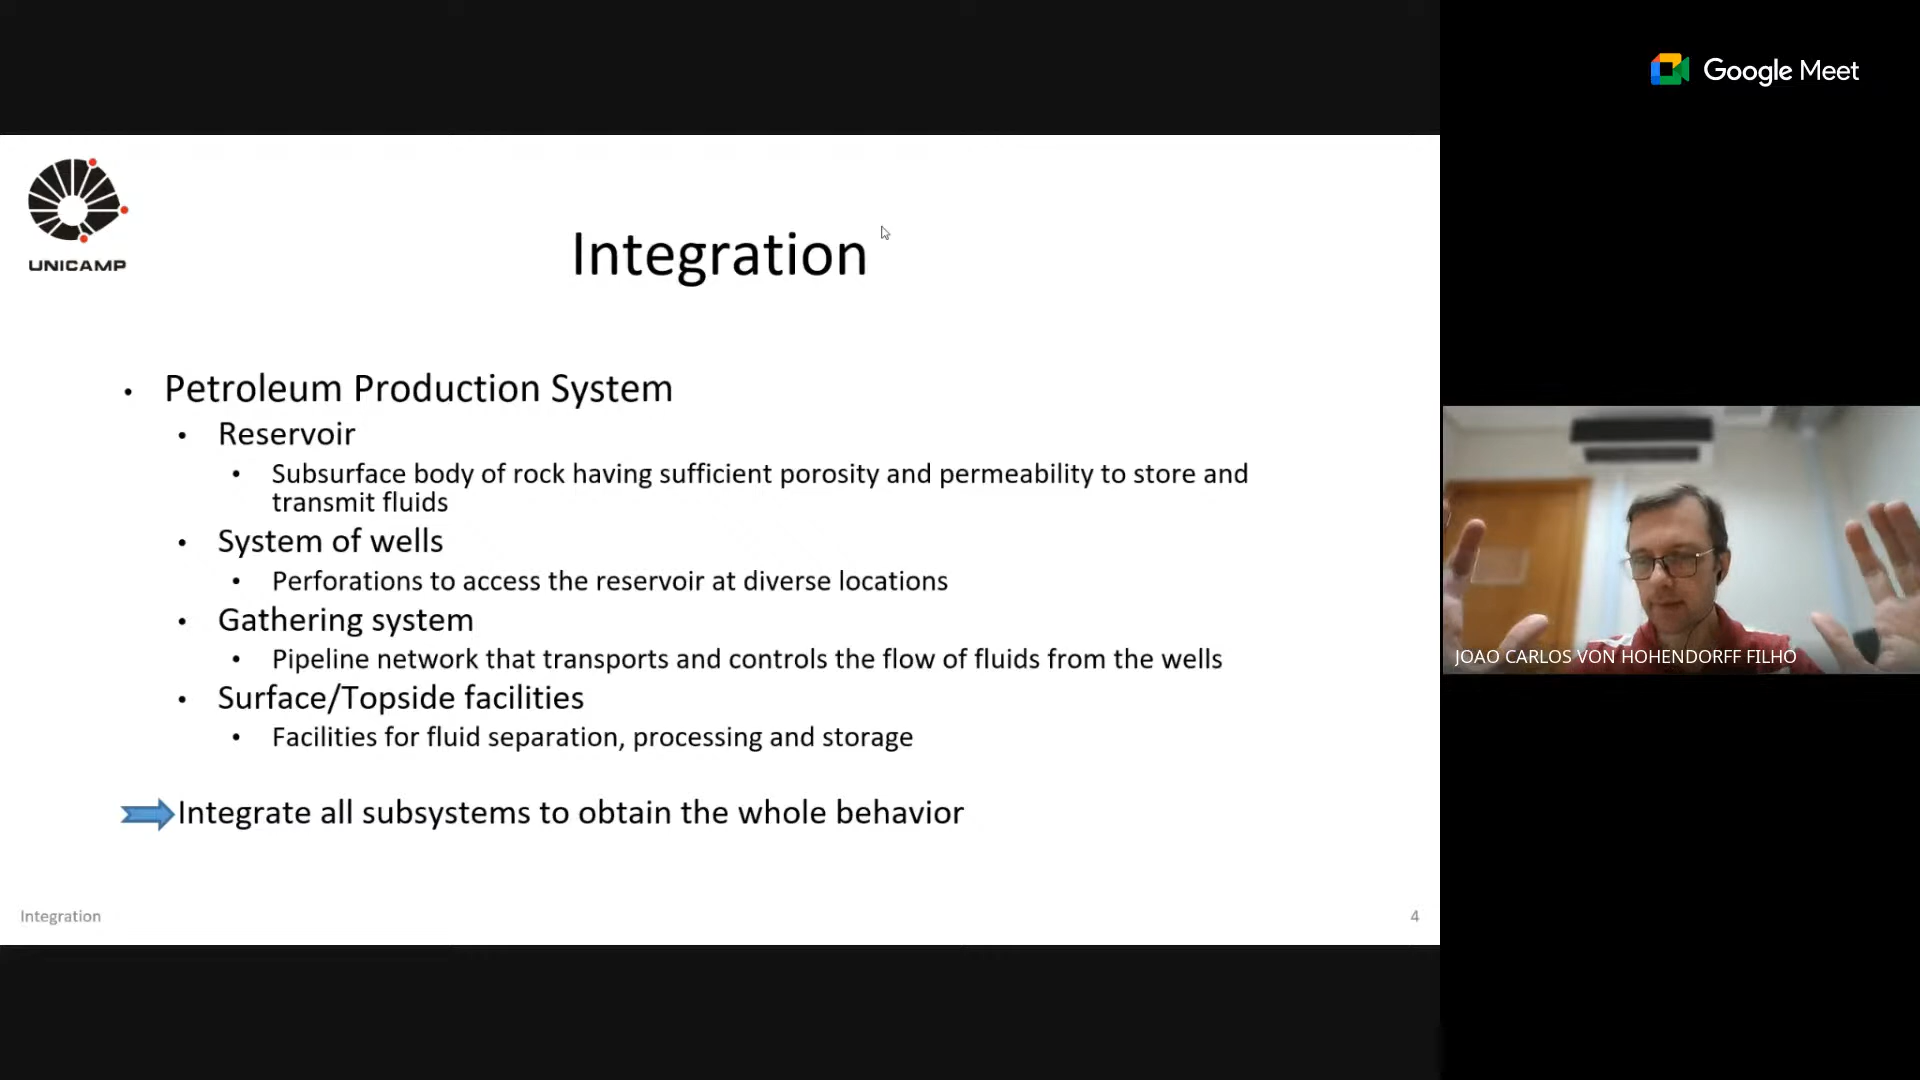 Google Meet
UNICAMP
Integration
• Petroleum Production System
• Reservoir
• Subsurface body of rock having sufficient porosity and permeability to store and
transmit fluids
• System of wells
• Perforations to access the reservoir at diverse locations
• Gathering system
• Pipeline network that transports and controls the flow of fluids from the wells
• Surface/Topside facilities
• Facilities for fluid separation, processing and storage
Integrate all subsystems to obtain the whole behavior
Integration
4
JOAO CARLOS VON HOHENDORFF FILHO